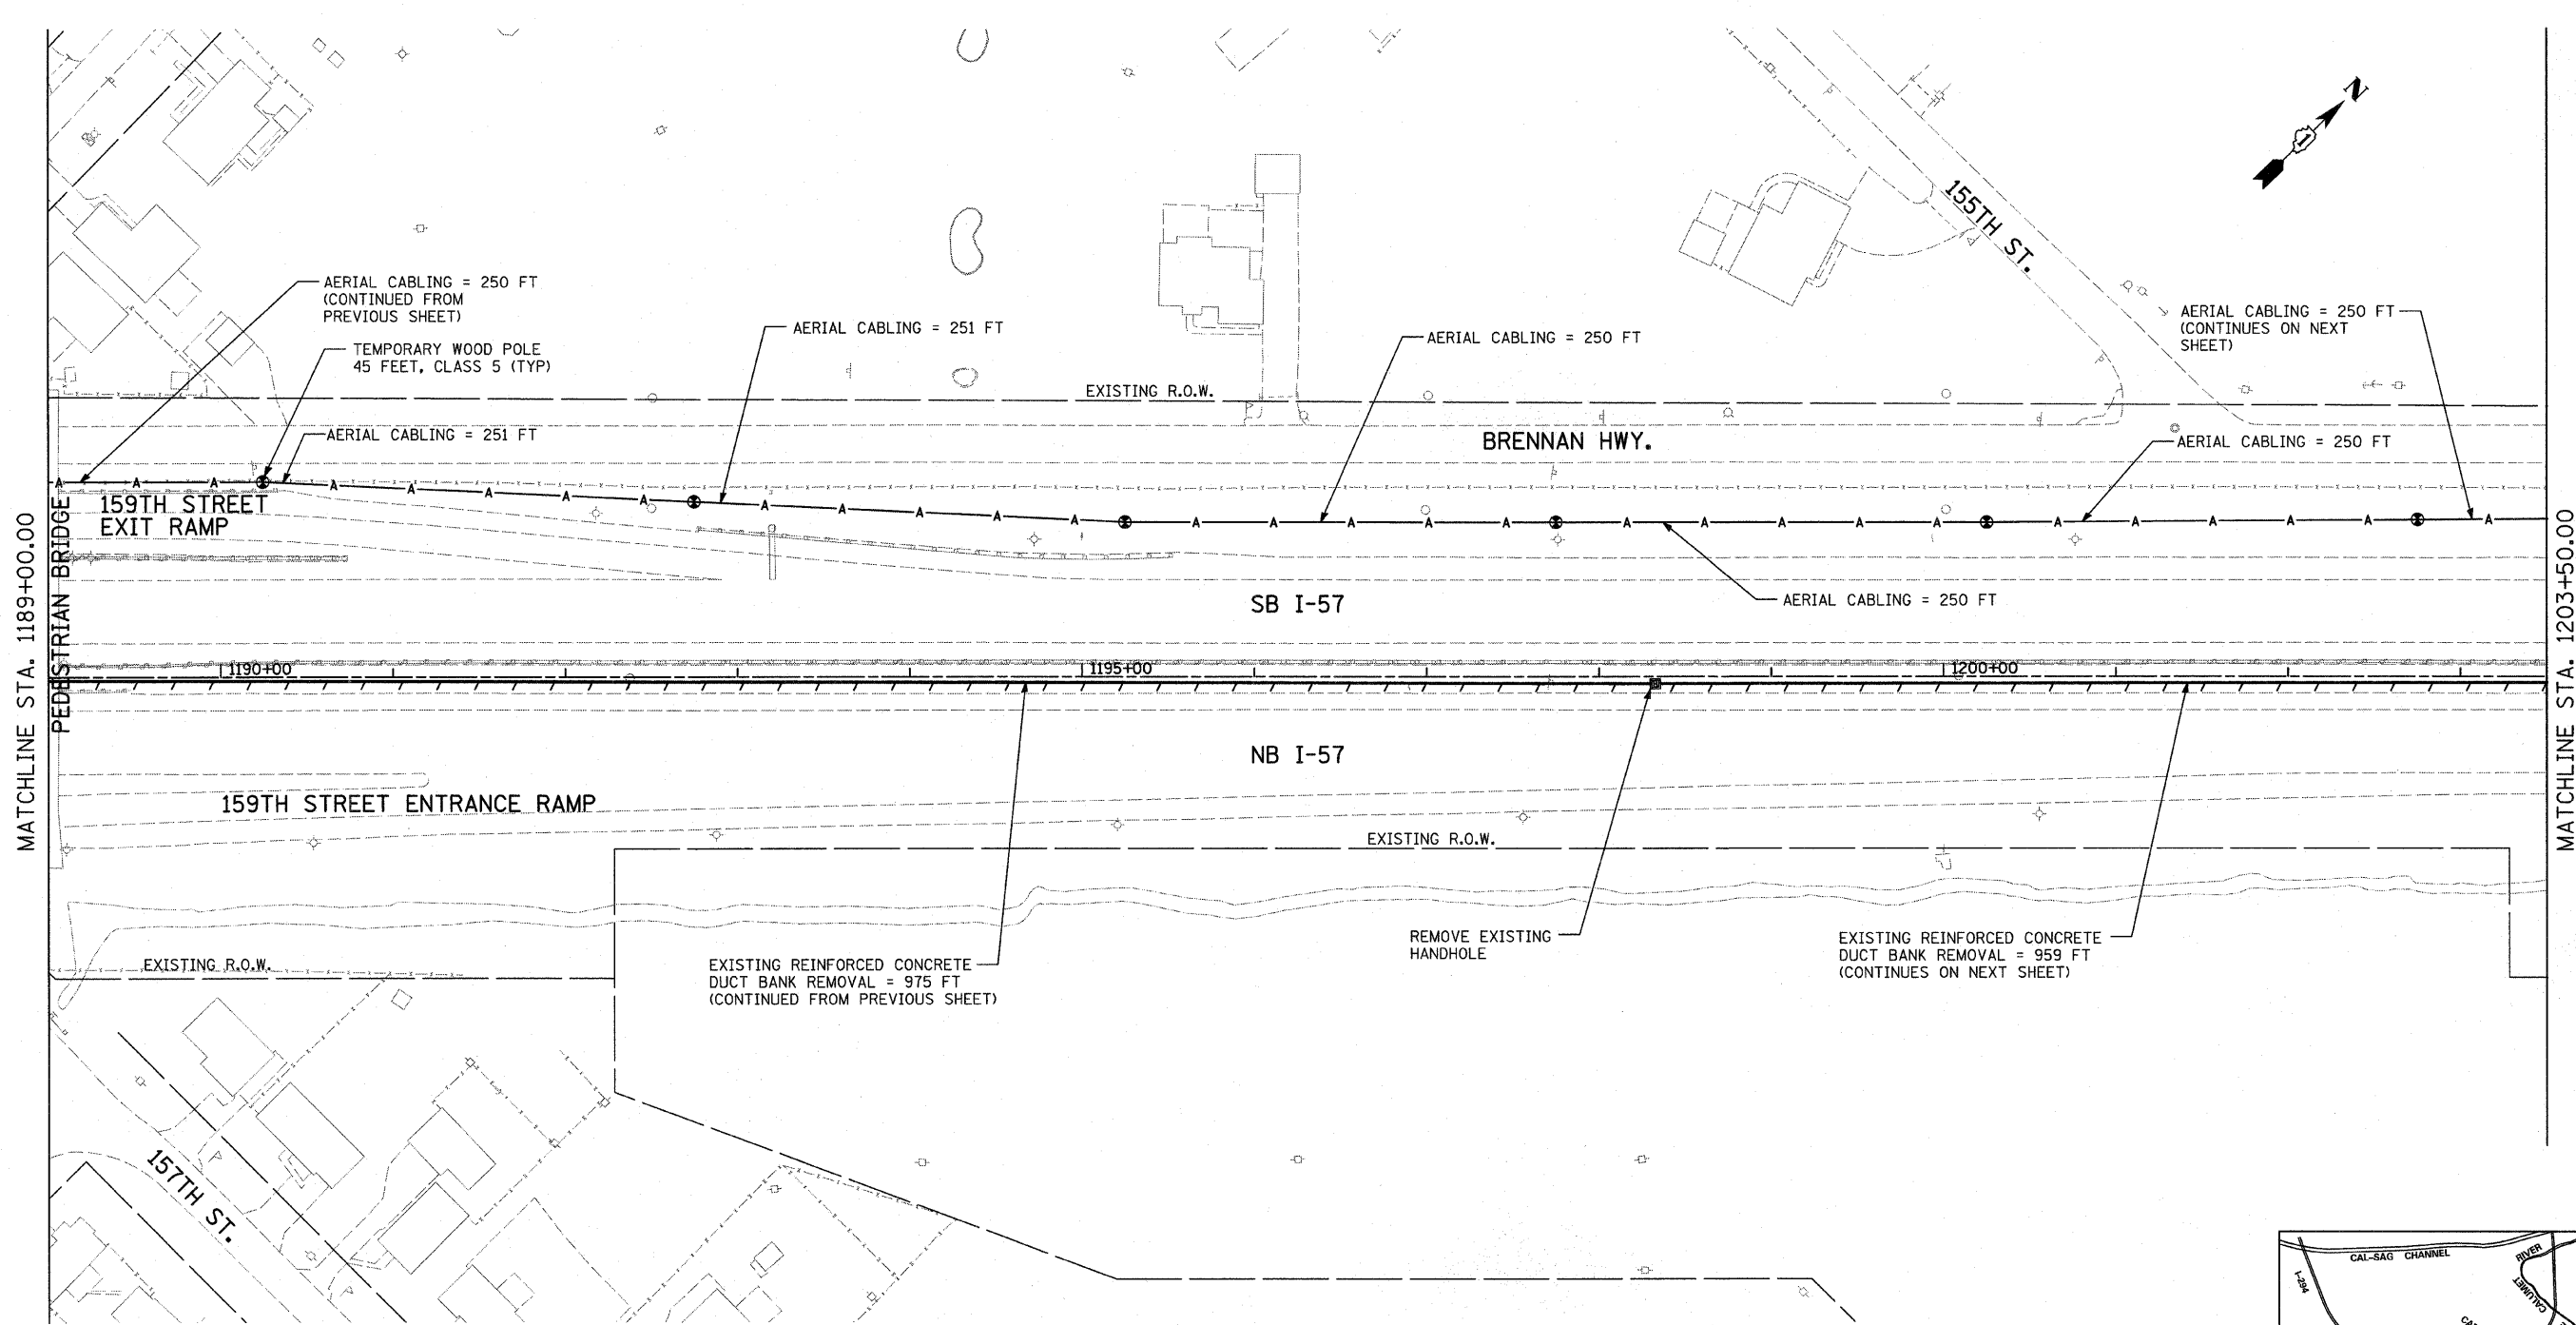 N
1
155TH ST.
AERIAL CABLING = 250 FT
(CONTINUED FROM
PREVIOUS SHEET)
AERIAL CABLING = 251 FT
AERIAL CABLING = 250 FT
AERIAL CABLING = 250 FT
(CONTINUES ON NEXT
SHEET)
TEMPORARY WOOD POLE
45 FEET, CLASS 5 (TYP)
EXISTING R.O.W.
AERIAL CABLING = 251 FT
BRENNAN HWY.
AERIAL CABLING = 250 FT
159TH STREET
EXIT RAMP
PEDESTRIAN BRIDGE
MATCHLINE STA. 1189+00.00
MATCHLINE STA. 1203+50.00
SB I-57
AERIAL CABLING = 250 FT
1190+00
1195+00
1200+00
NB I-57
159TH STREET ENTRANCE RAMP
EXISTING R.O.W.
REMOVE EXISTING
HANDHOLE
EXISTING REINFORCED CONCRETE
DUCT BANK REMOVAL = 959 FT
(CONTINUES ON NEXT SHEET)
EXISTING R.O.W.
EXISTING REINFORCED CONCRETE
DUCT BANK REMOVAL = 975 FT
(CONTINUED FROM PREVIOUS SHEET)
157TH ST.
CAL-SAG CHANNEL
RIVER
CALUMET
I-294